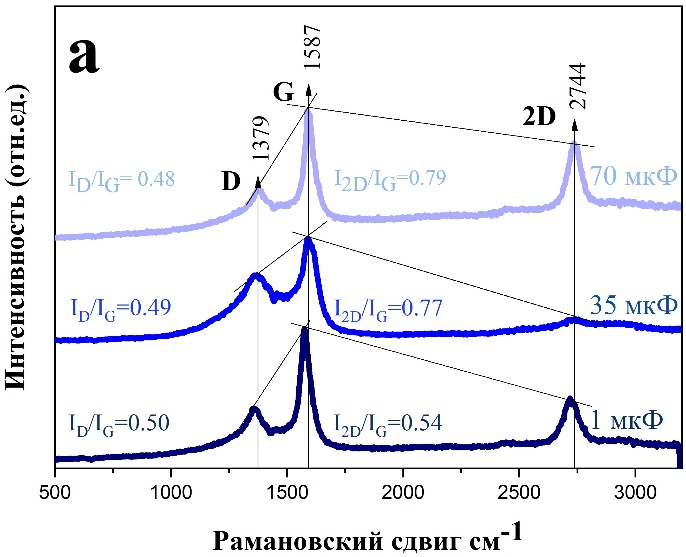 а
G
1587
2D
2744
D
1379
I_D/I_G= 0.48
I_2D/I_G=0.79
70 мкФ
I_D/I_G=0.49
I_2D/I_G=0.77
35 мкФ
I_D/I_G=0.50
I_2D/I_G=0.54
1 мкФ
Интенсивность (отн.ед.)
500 1000 1500 2000 2500 3000
Рамановский сдвиг см⁻¹